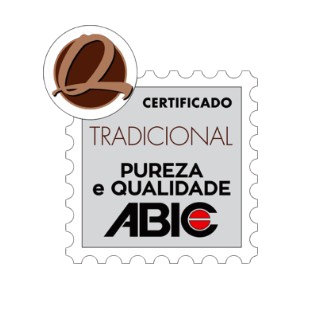 Q
CERTIFICADO
TRADICIONAL
PUREZA
e QUALIDADE
ABIC